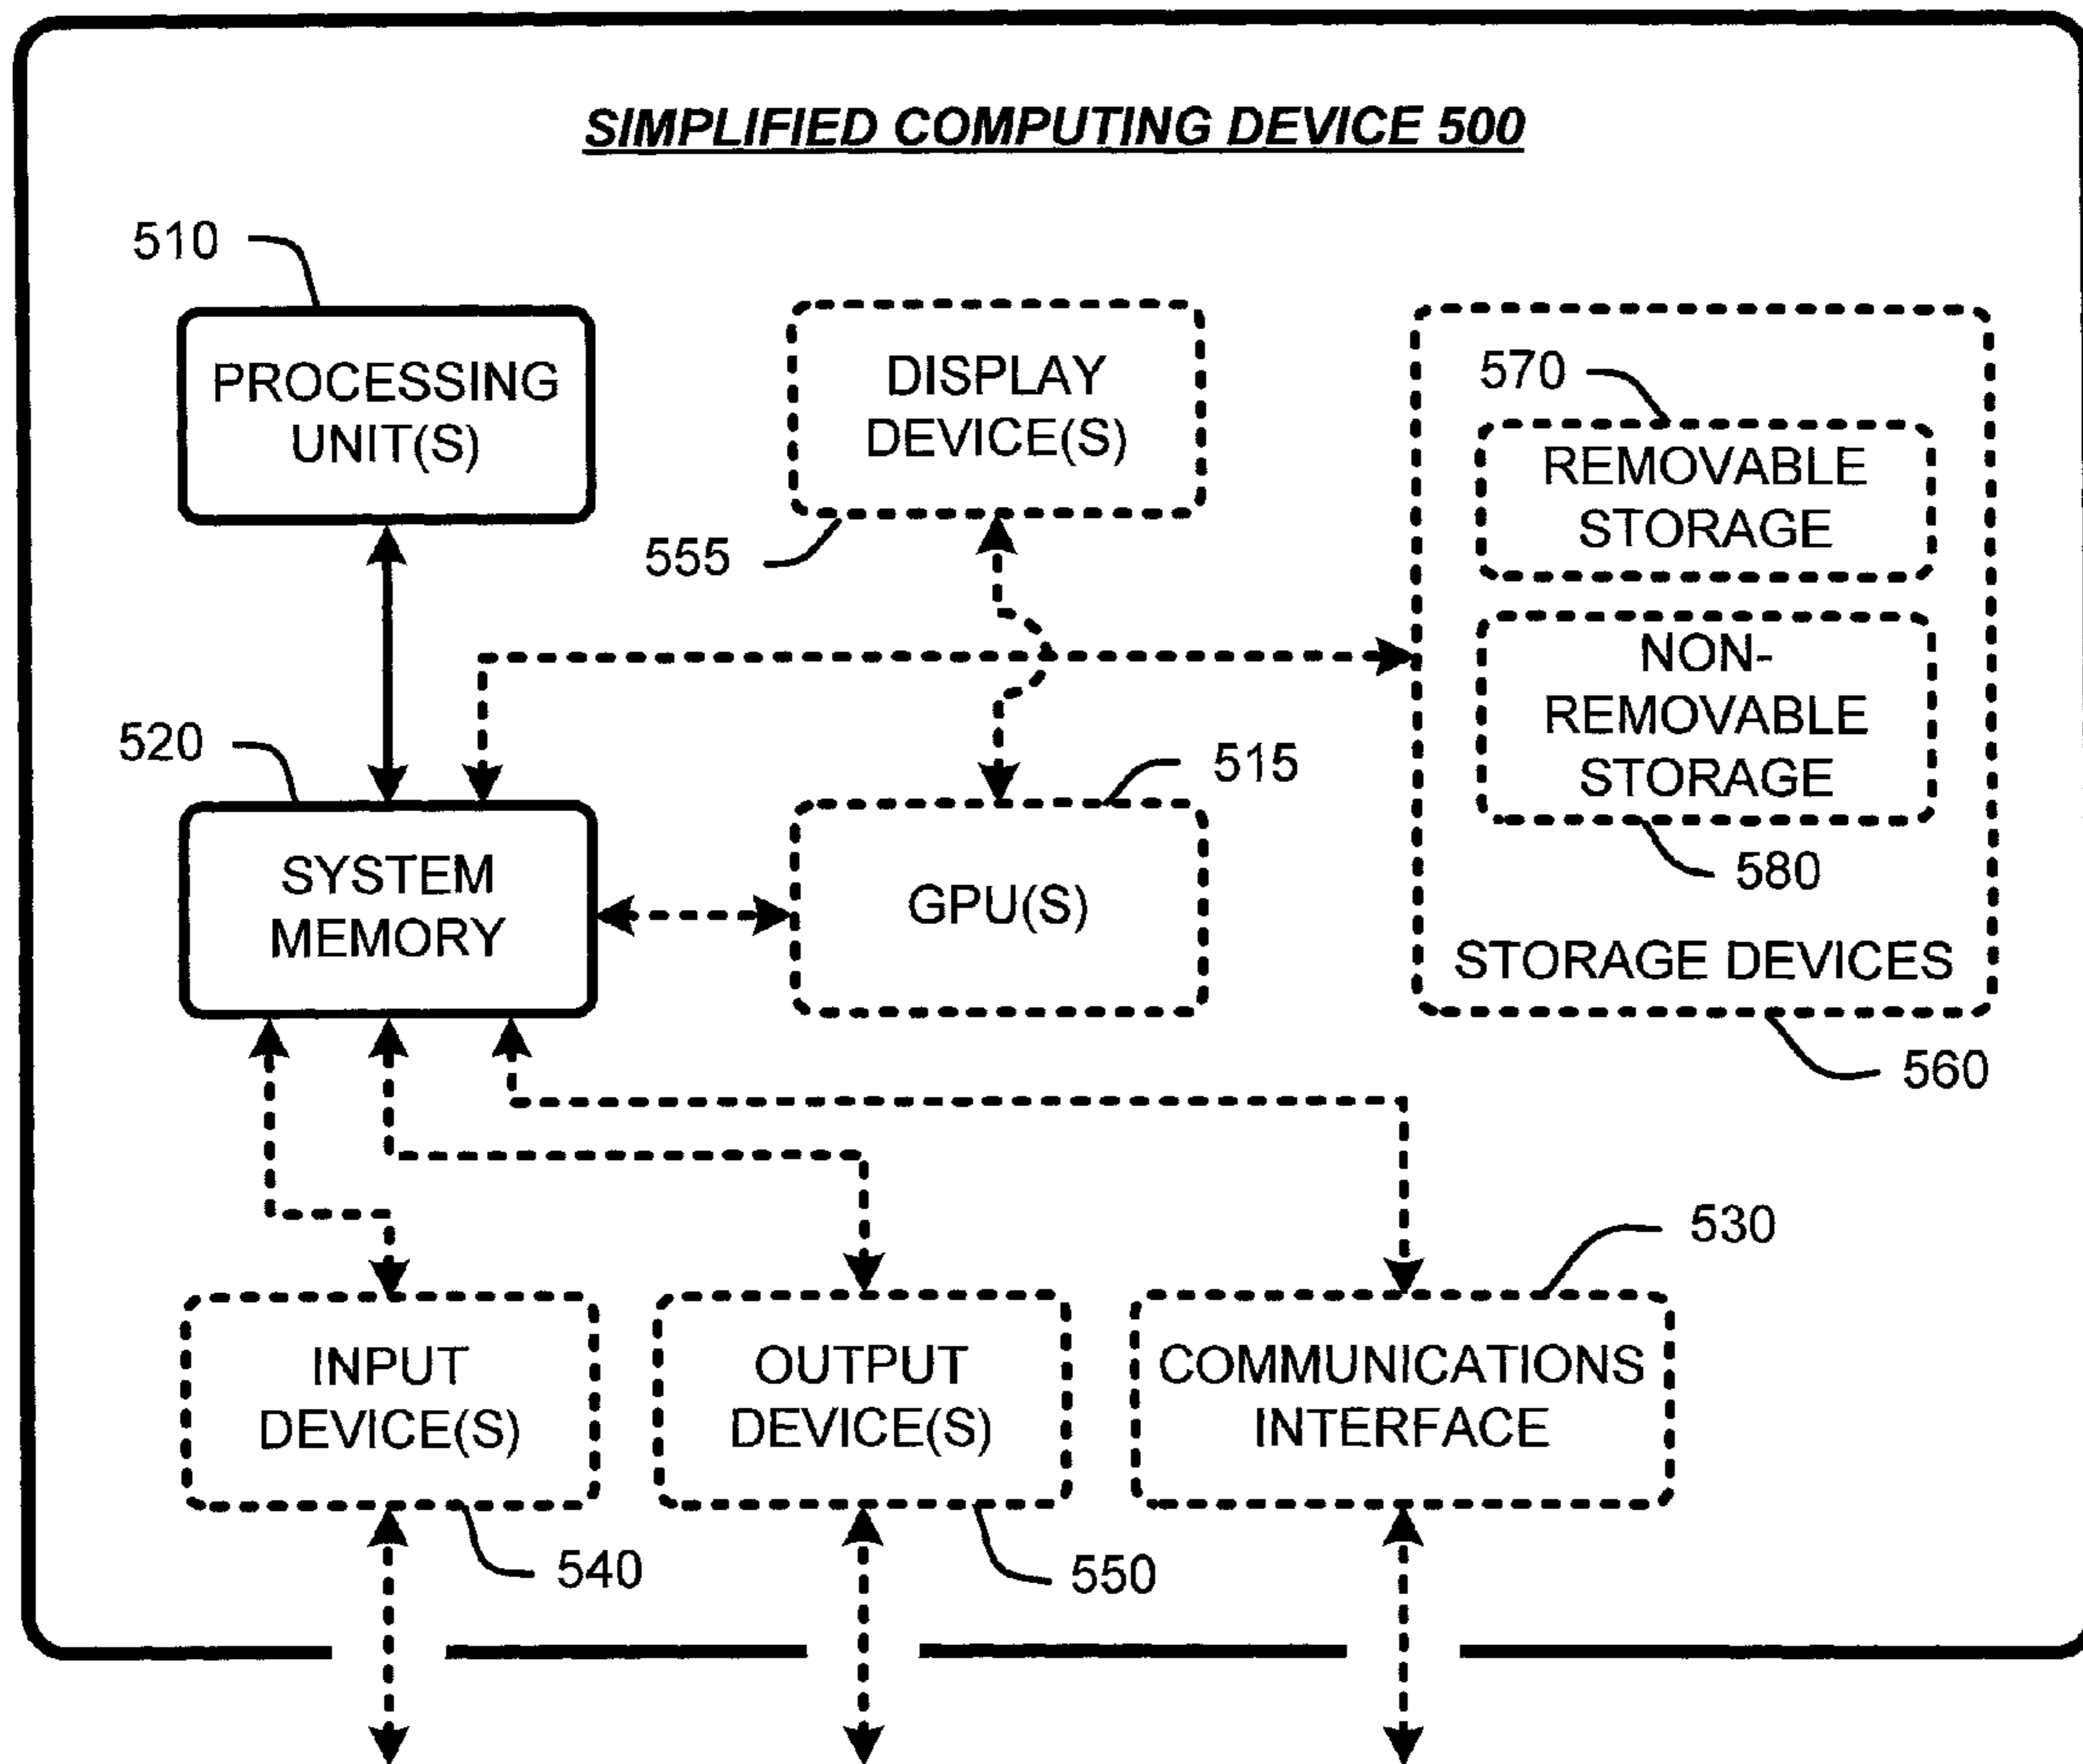 SIMPLIFIED COMPUTING DEVICE 500
510
PROCESSING
UNIT(S)
DISPLAY
DEVICE(S)
555
570
REMOVABLE
STORAGE
NON-
REMOVABLE
STORAGE
580
STORAGE DEVICES
560
520
SYSTEM
MEMORY
515
GPU(S)
530
INPUT
DEVICE(S)
540
OUTPUT
DEVICE(S)
550
COMMUNICATIONS
INTERFACE